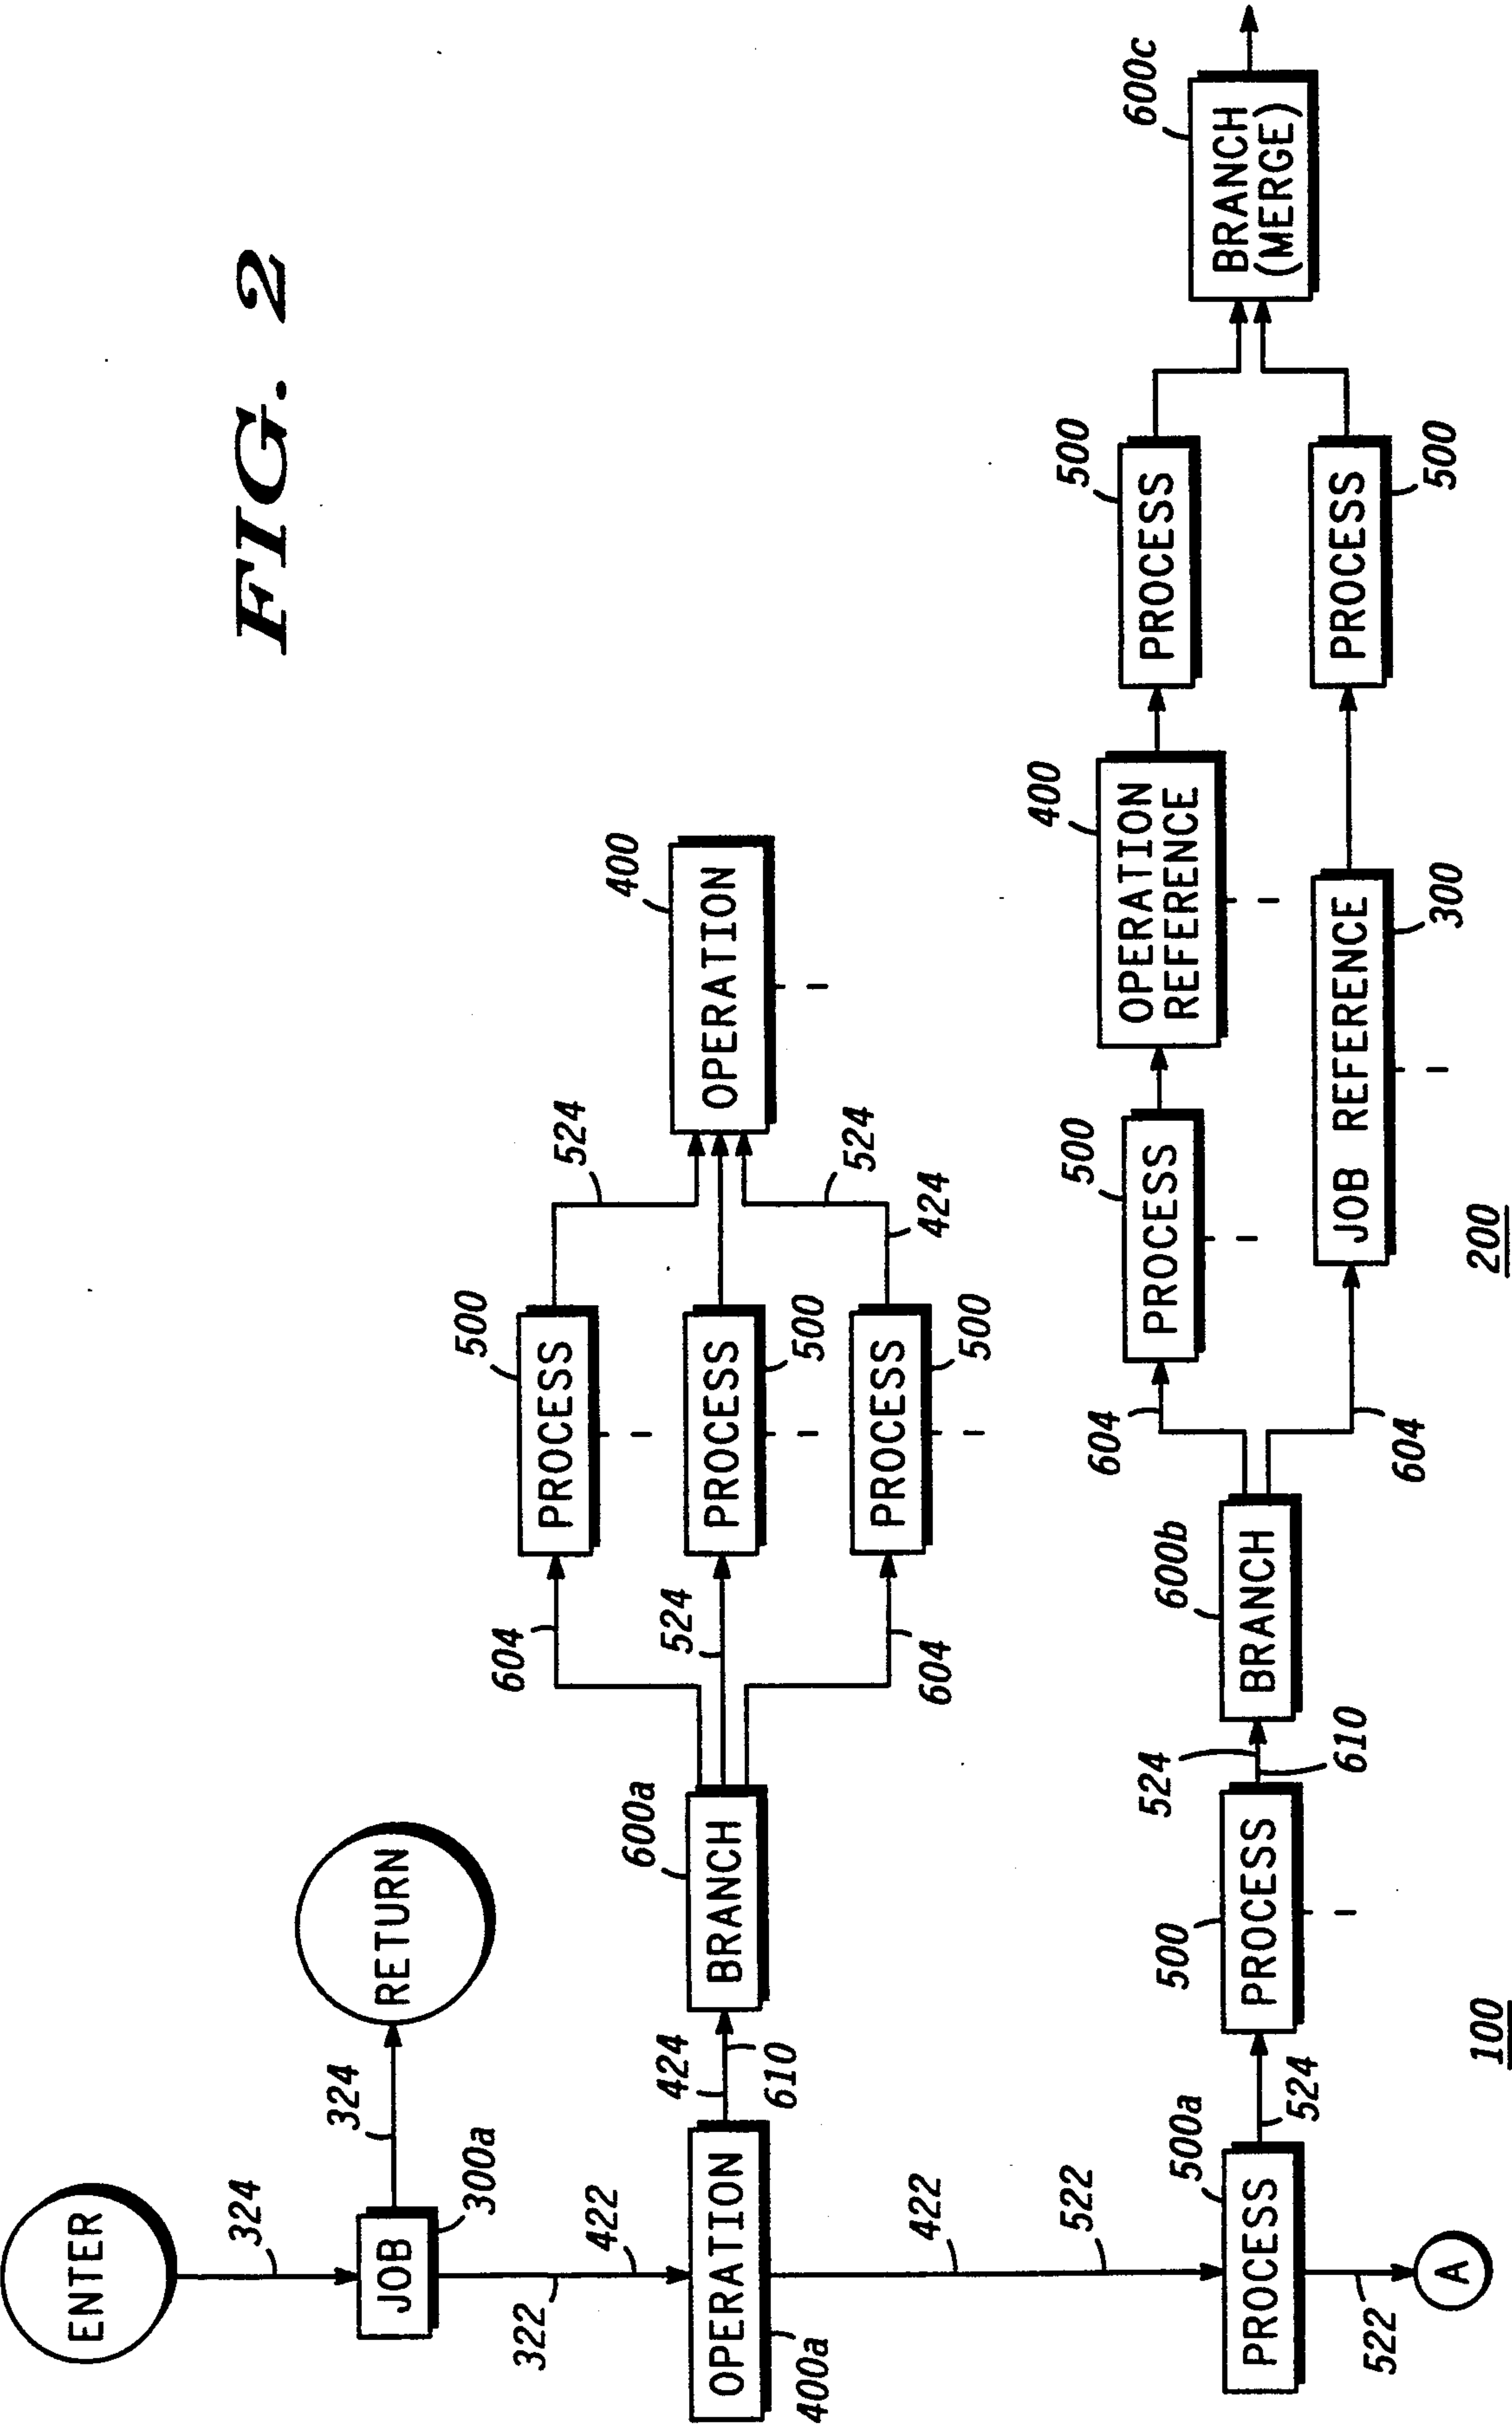 FIG. 2
ENTER
324
JOB
300a
324
RETURN
322
422
OPERATION
400a
424
610
BRANCH
600a
604
524
604
PROCESS
500
PROCESS
500
PROCESS
500
524
524
424
OPERATION
400
422
522
PROCESS
500a
522
A
524
PROCESS
500
524
610
BRANCH
600b
604
604
PROCESS
500
OPERATION
REFERENCE
400
PROCESS
500
JOB REFERENCE
300
PROCESS
500
BRANCH
(MERGE)
600c
100
200